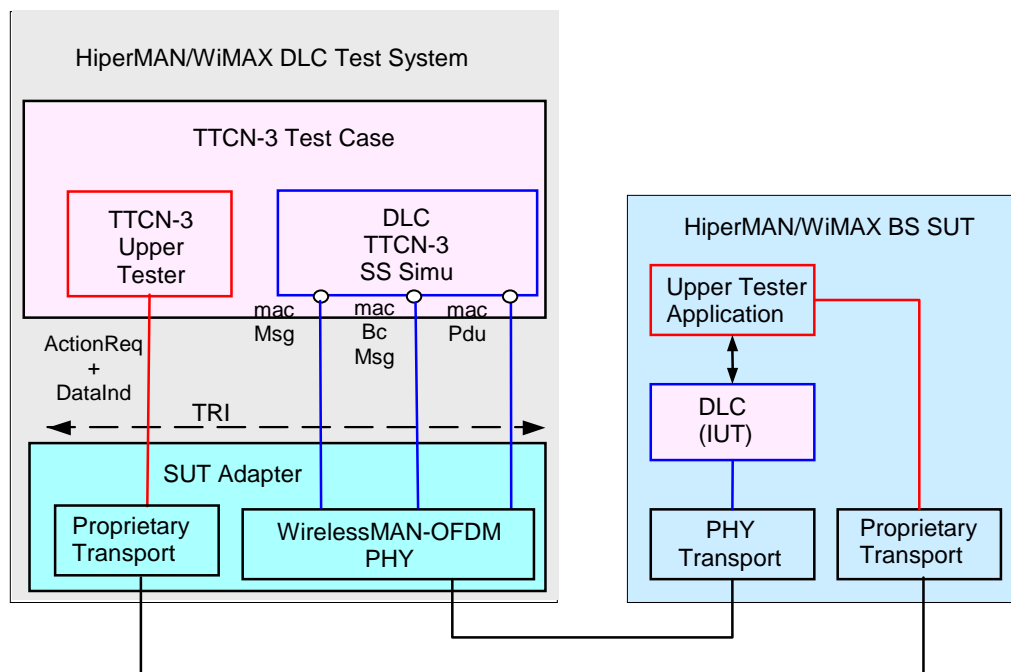 HiperMAN/WiMAX DLC Test System
TTCN-3 Test Case
TTCN-3
Upper
Tester
DLC
TTCN-3
SS Simu
mac
Msg
mac
Bc
Msg
mac
Pdu
ActionReq
+
DataInd
TRI
SUT Adapter
Proprietary
Transport
WirelessMAN-OFDM
PHY
HiperMAN/WiMAX BS SUT
Upper Tester
Application
DLC
(IUT)
PHY
Transport
Proprietary
Transport